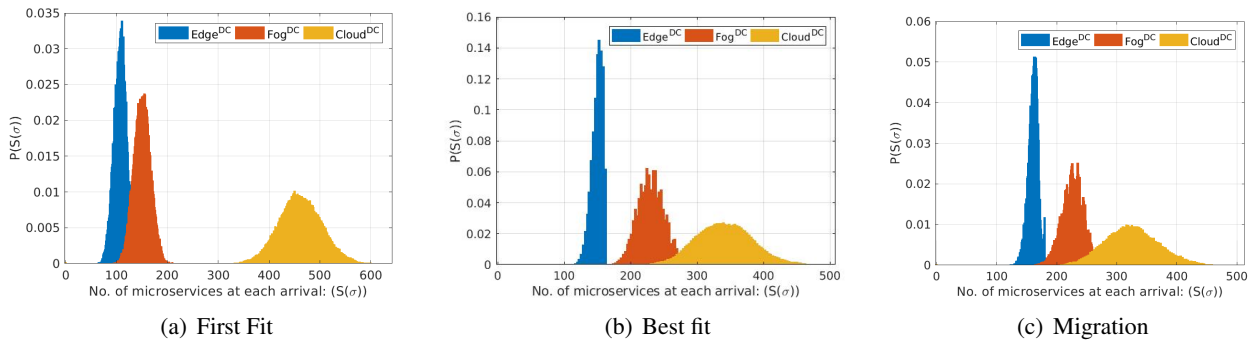 0.035
0.03
0.025
0.02
0.015
0.01
0.005
0
0 100 200 300 400 500 600
P(S(σ))
No. of microservices at each arrival: (S(σ))
Edge^DC Fog^DC Cloud^DC
(a) First Fit
0.16
0.14
0.12
0.1
0.08
0.06
0.04
0.02
0
0 100 200 300 400 500
P(S(σ))
No. of microservices at each arrival: (S(σ))
Edge^DC Fog^DC Cloud^DC
(b) Best fit
0.06
0.05
0.04
0.03
0.02
0.01
0
0 100 200 300 400 500
P(S(σ))
No. of microservices at each arrival: (S(σ))
Edge^DC Fog^DC Cloud^DC
(c) Migration